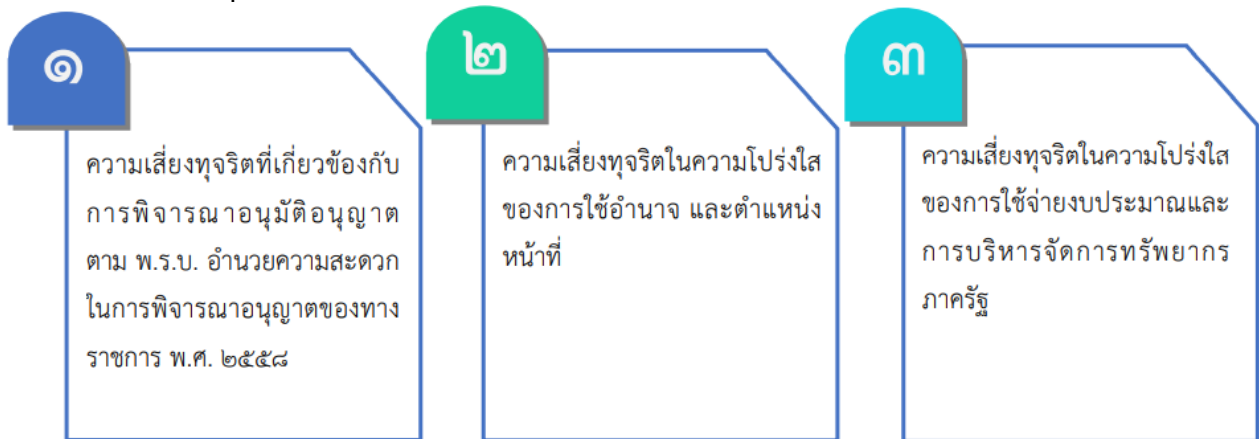 ๑
ความเสี่ยงทุจริตที่เกี่ยวข้องกับ
การพิจารณาอนุมัติอนุญาต
ตาม พ.ร.บ. อำนวยความสะดวก
ในการพิจารณาอนุญาตของทาง
ราชการ พ.ศ. ๒๕๕๘
๒
ความเสี่ยงทุจริตในความโปร่งใส
ของการใช้อำนาจ และตำแหน่ง
หน้าที่
๓
ความเสี่ยงทุจริตในความโปร่งใส
ของการใช้จ่ายงบประมาณและ
การบริหารจัดการทรัพยากร
ภาครัฐ